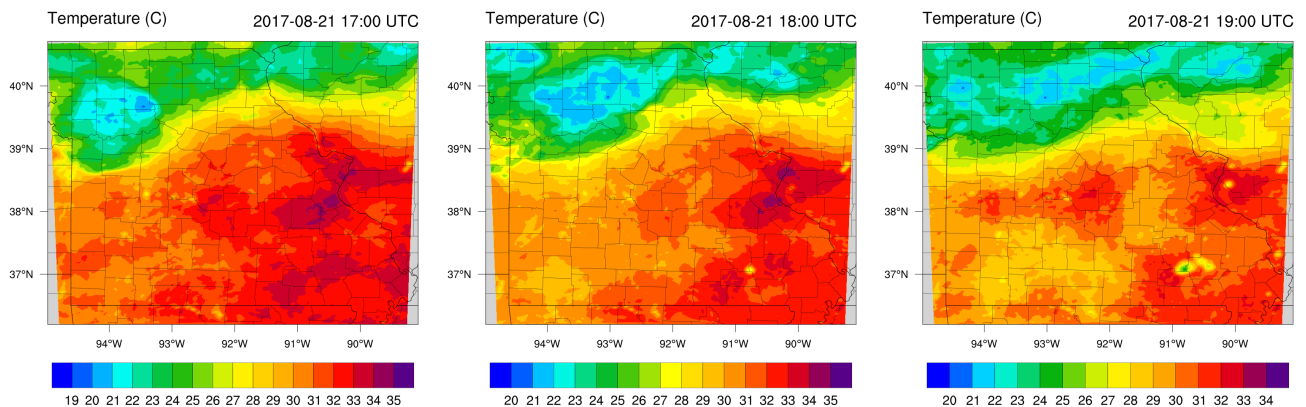 Temperature (C) 2017-08-21 17:00 UTC
40°N
39°N
38°N
37°N
94°W 93°W 92°W 91°W 90°W
19 20 21 22 23 24 25 26 27 28 29 30 31 32 33 34 35
Temperature (C) 2017-08-21 18:00 UTC
40°N
39°N
38°N
37°N
94°W 93°W 92°W 91°W 90°W
20 21 22 23 24 25 26 27 28 29 30 31 32 33 34 35
Temperature (C) 2017-08-21 19:00 UTC
40°N
39°N
38°N
37°N
94°W 93°W 92°W 91°W 90°W
20 21 22 23 24 25 26 27 28 29 30 31 32 33 34